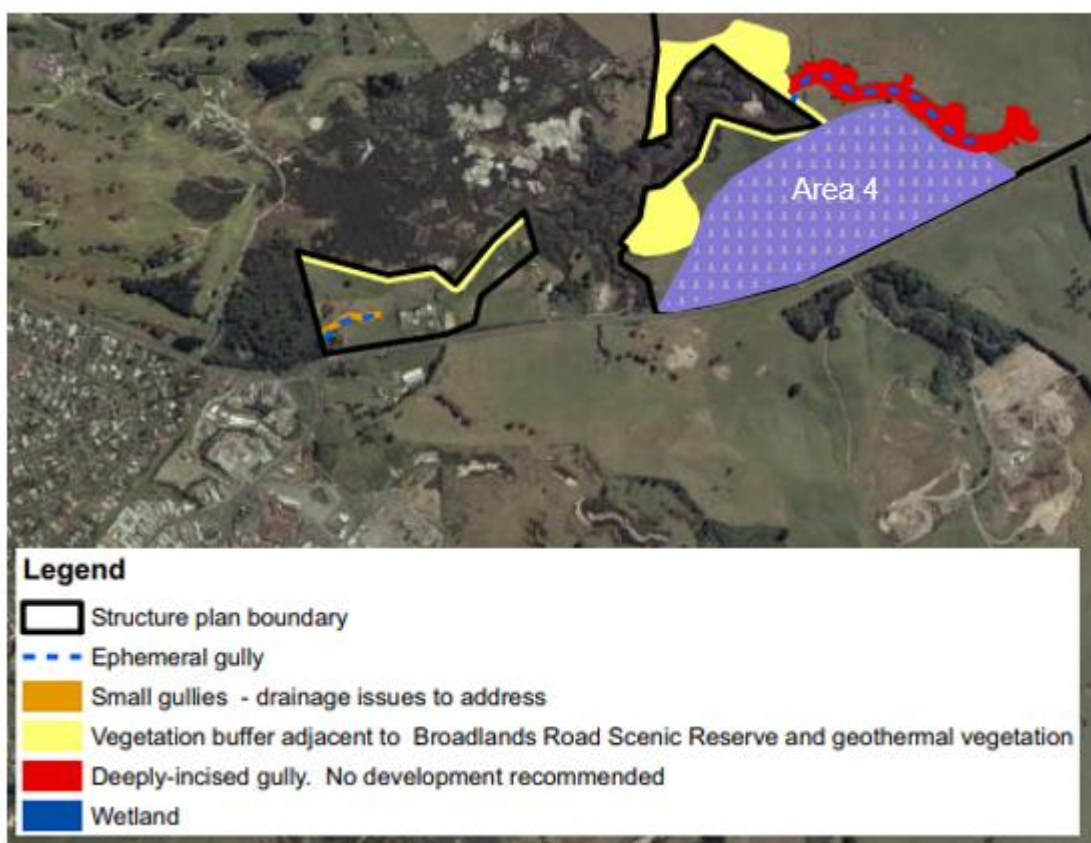 Area 4
Legend
Structure plan boundary
Ephemeral gully
Small gullies - drainage issues to address
Vegetation buffer adjacent to Broadlands Road Scenic Reserve and geothermal vegetation
Deeply-incised gully. No development recommended
Wetland